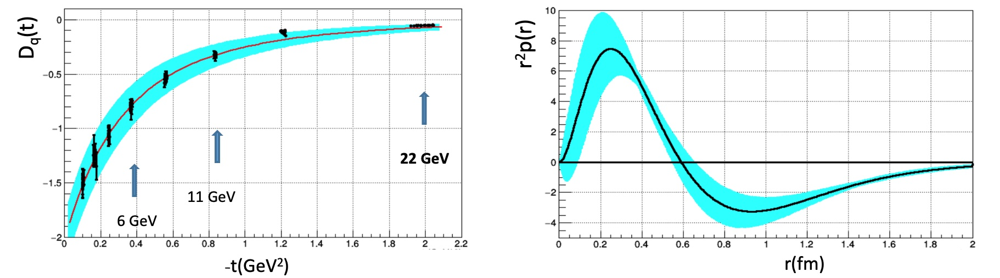 D_q(t)
0
−0.5
−1
−1.5
−2
6 GeV
11 GeV
22 GeV
0 0.2 0.4 0.6 0.8 1 1.2 1.4 1.6 1.8 2 2.2
-t(GeV²)
r²p(r)
10
8
6
4
2
0
−2
−4
0 0.2 0.4 0.6 0.8 1 1.2 1.4 1.6 1.8 2
r(fm)